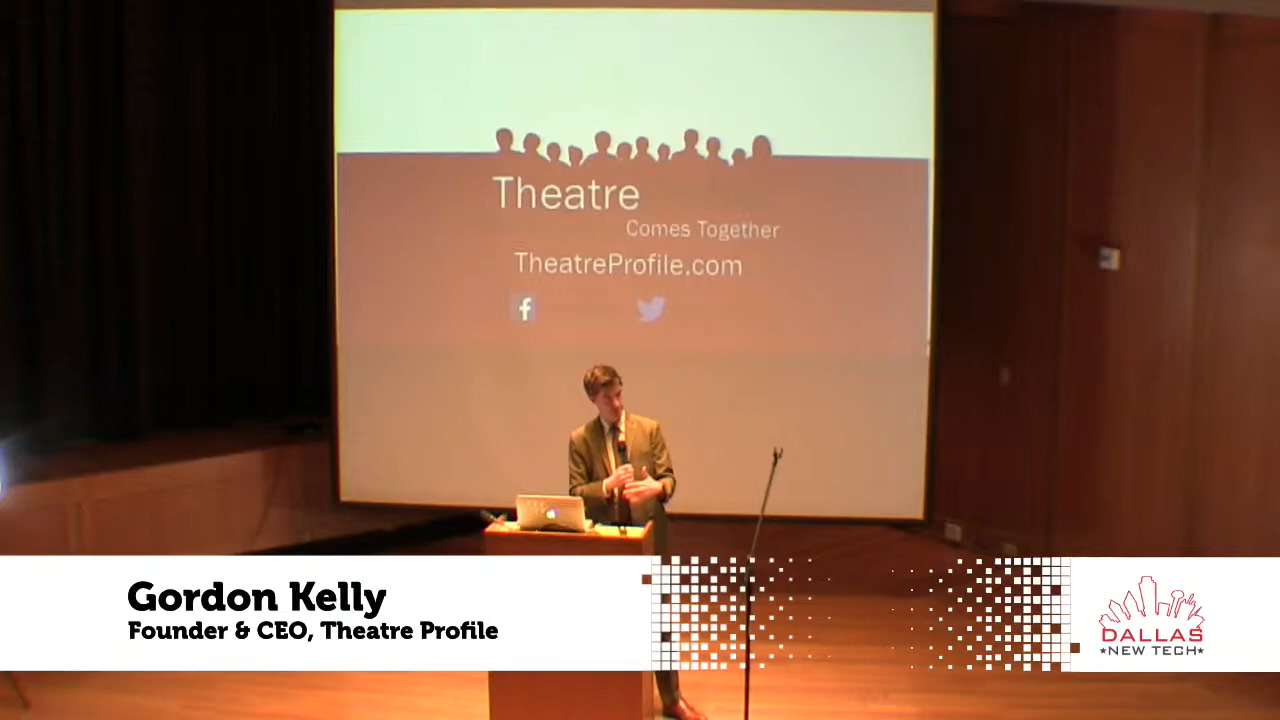 Theatre
Comes Together
TheatreProfile.com
f
Gordon Kelly
Founder & CEO, Theatre Profile
DALLAS
★NEW TECH★